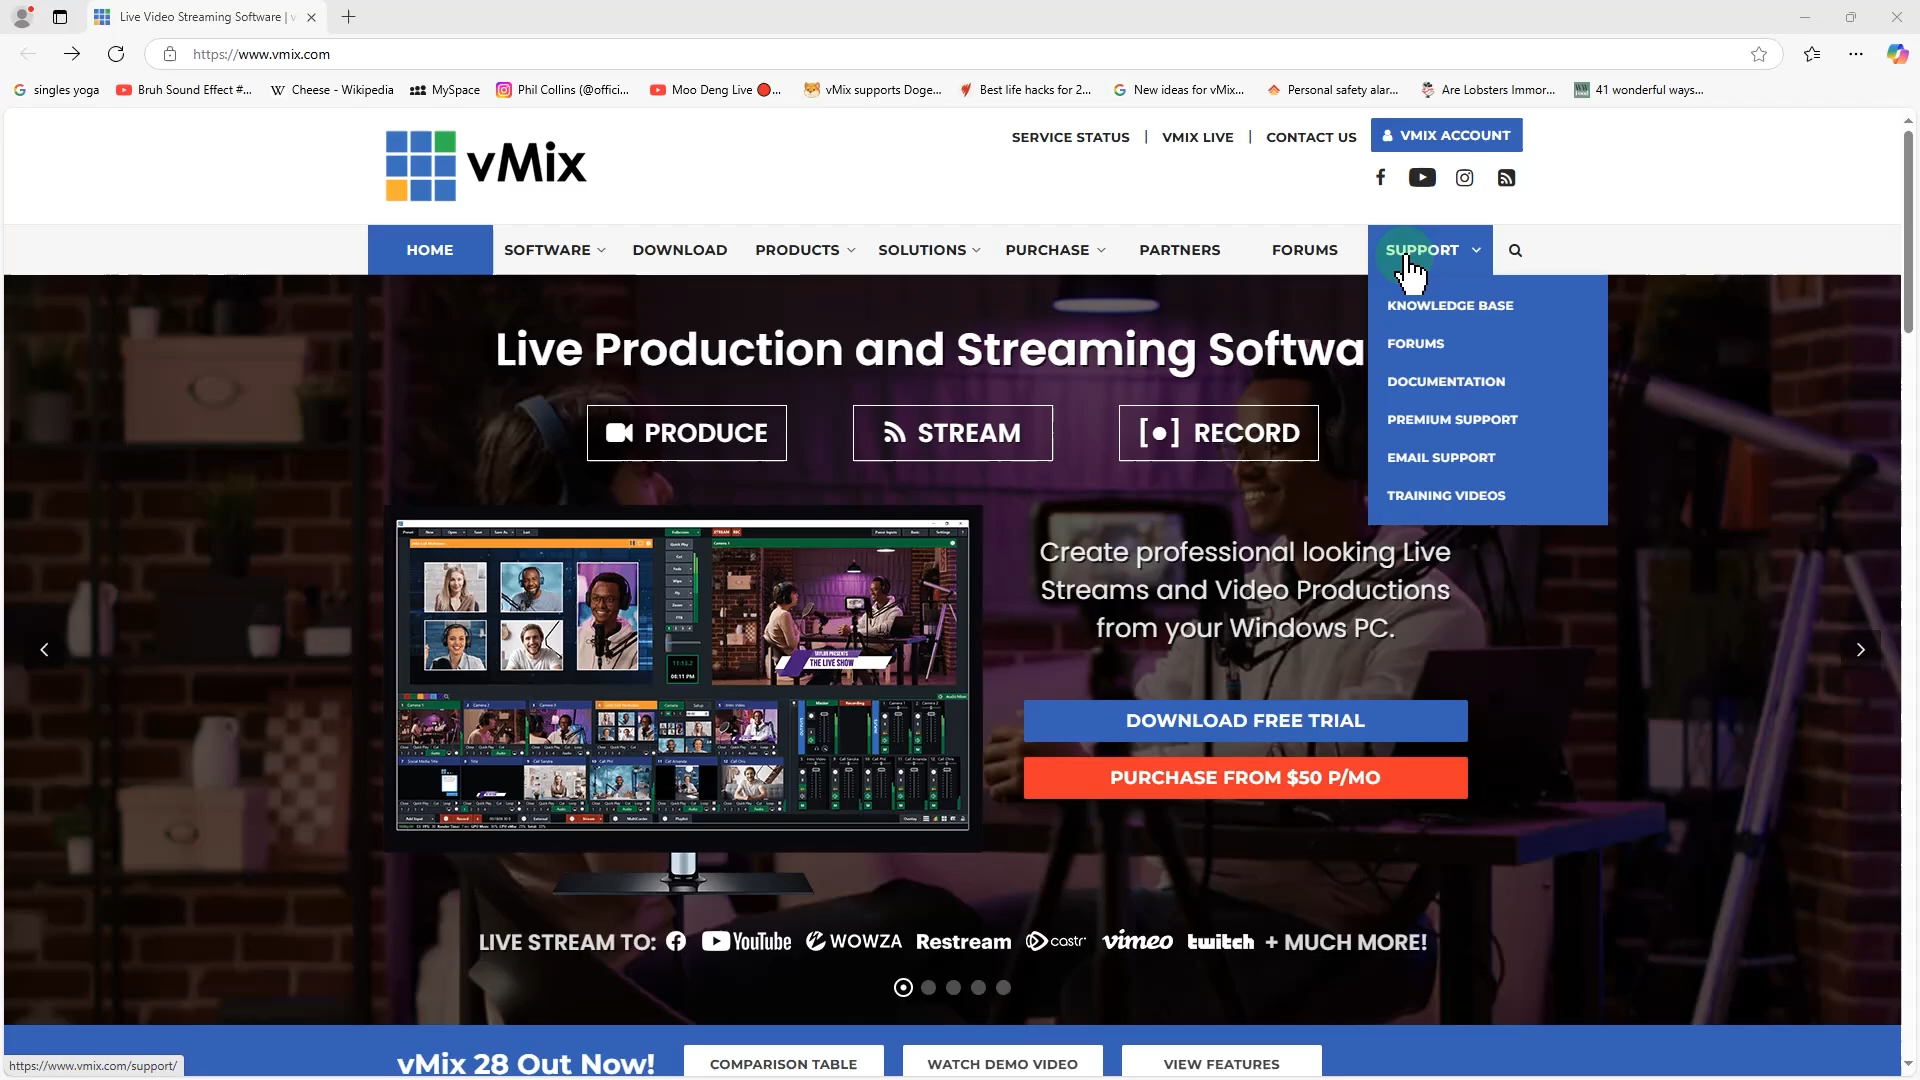 Live Video Streaming Software | v
https://www.vmix.com
singles yoga
Bruh Sound Effect #...
Cheese - Wikipedia
MySpace
Phil Collins (@offici...
Moo Deng Live 🔴...
vMix supports Doge...
Best life hacks for 2...
New ideas for vMix...
Personal safety alar...
Are Lobsters Immor...
41 wonderful ways...
vMix
SERVICE STATUS | VMIX LIVE | CONTACT US
VMIX ACCOUNT
HOME
SOFTWARE
DOWNLOAD
PRODUCTS
SOLUTIONS
PURCHASE
PARTNERS
FORUMS
SUPPORT
KNOWLEDGE BASE
FORUMS
DOCUMENTATION
PREMIUM SUPPORT
EMAIL SUPPORT
TRAINING VIDEOS
Live Production and Streaming Softwa
PRODUCE
STREAM
RECORD
TAYLOR PRESENTS
THE LIVE SHOW
Create professional looking Live
Streams and Video Productions
from your Windows PC.
DOWNLOAD FREE TRIAL
PURCHASE FROM $50 P/MO
LIVE STREAM TO: YouTube WOWZA Restream castr vimeo twitch + MUCH MORE!
vMix 28 Out Now!
COMPARISON TABLE
WATCH DEMO VIDEO
VIEW FEATURES
https://www.vmix.com/support/